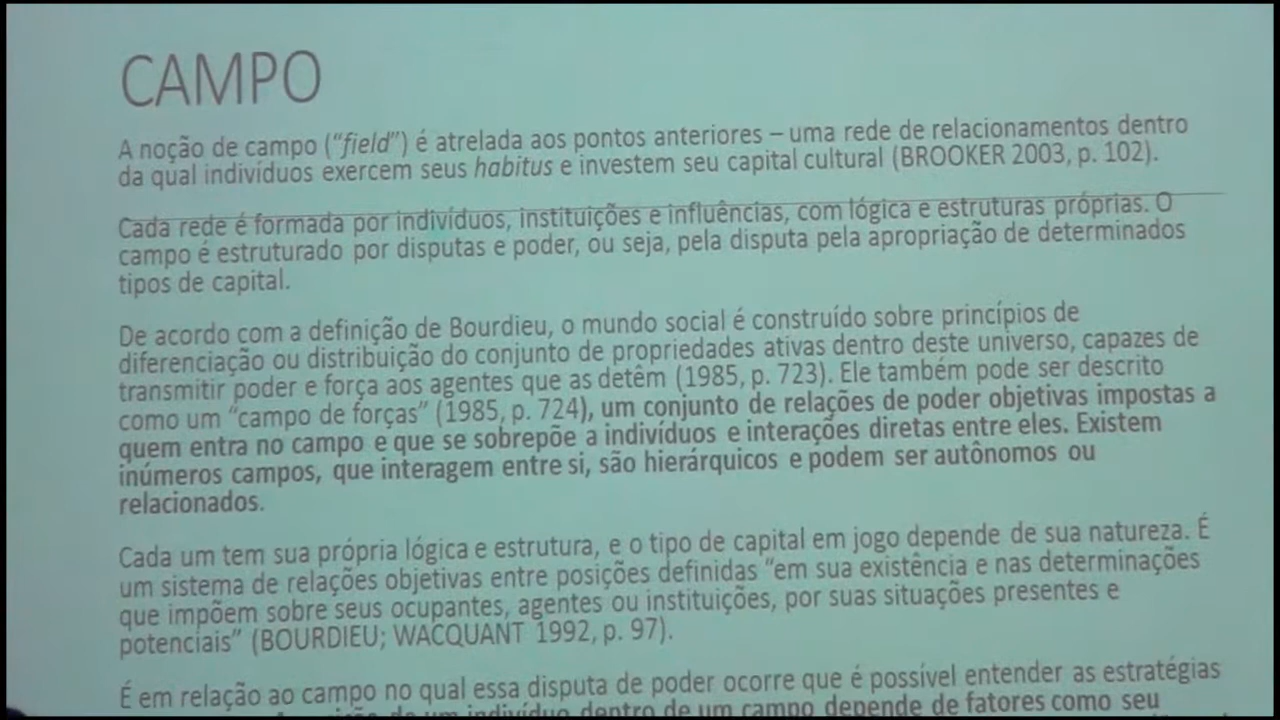 CAMPO
A noção de campo (“field”) é atrelada aos pontos anteriores – uma rede de relacionamentos dentro
da qual indivíduos exercem seus habitus e investem seu capital cultural (BROOKER 2003, p. 102).
Cada rede é formada por indivíduos, instituições e influências, com lógica e estruturas próprias. O
campo é estruturado por disputas e poder, ou seja, pela disputa pela apropriação de determinados
tipos de capital.
De acordo com a definição de Bourdieu, o mundo social é construído sobre princípios de
diferenciação ou distribuição do conjunto de propriedades ativas dentro deste universo, capazes de
transmitir poder e força aos agentes que as detêm (1985, p. 723). Ele também pode ser descrito
como um “campo de forças” (1985, p. 724), um conjunto de relações de poder objetivas impostas a
quem entra no campo e que se sobrepõe a indivíduos e interações diretas entre eles. Existem
inúmeros campos, que interagem entre si, são hierárquicos e podem ser autônomos ou
relacionados.
Cada um tem sua própria lógica e estrutura, e o tipo de capital em jogo depende de sua natureza. É
um sistema de relações objetivas entre posições definidas “em sua existência e nas determinações
que impõem sobre seus ocupantes, agentes ou instituições, por suas situações presentes e
potenciais” (BOURDIEU; WACQUANT 1992, p. 97).
É em relação ao campo no qual essa disputa de poder ocorre que é possível entender as estratégias
de um indivíduo dentro de um campo depende de fatores como seu